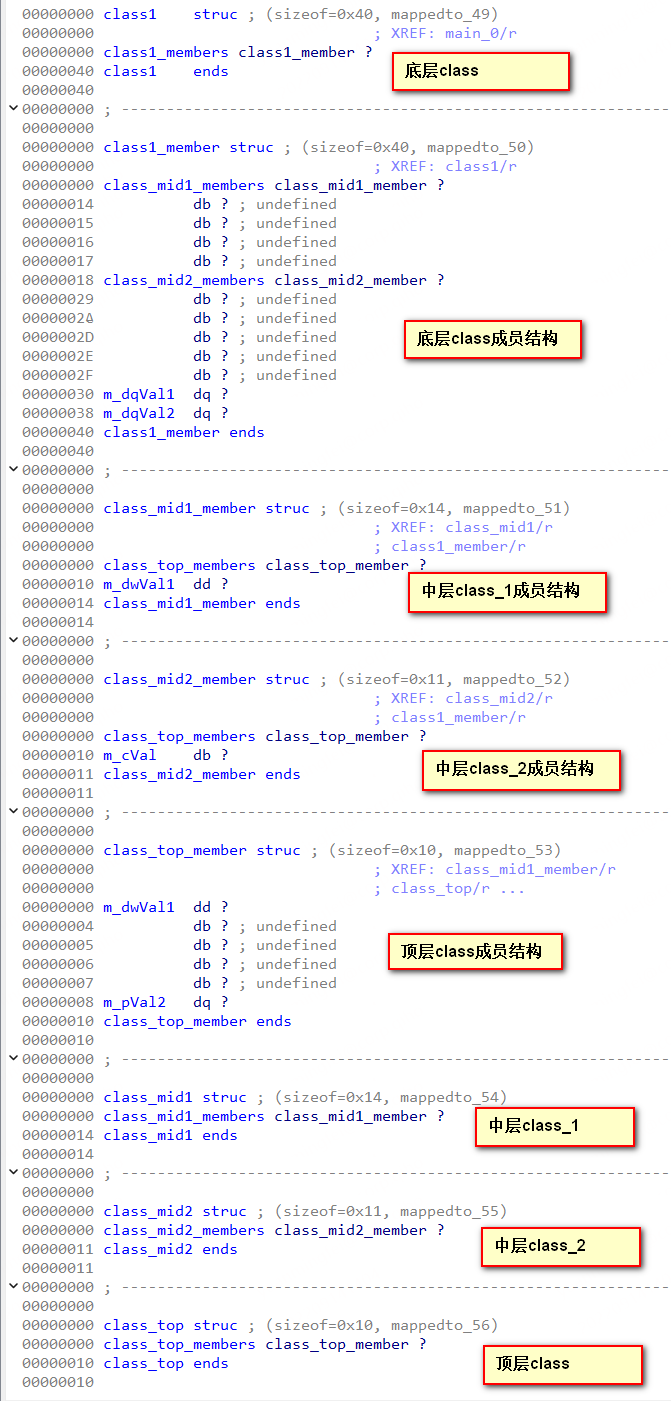 00000000 class1    struc ; (sizeof=0x40, mappedto_49)
00000000                               ; XREF: main_0/r
00000000 class1_members class1_member ?
00000040 class1    ends
底层class
00000040
00000000 ; -------------------------------------------------------------
00000000
00000000 class1_member struc ; (sizeof=0x40, mappedto_50)
00000000                               ; XREF: class1/r
00000000 class_mid1_members class_mid1_member ?
00000014           db ? ; undefined
00000015           db ? ; undefined
00000016           db ? ; undefined
00000017           db ? ; undefined
00000018 class_mid2_members class_mid2_member ?
00000029           db ? ; undefined
0000002A           db ? ; undefined
底层class成员结构
0000002D           db ? ; undefined
0000002E           db ? ; undefined
0000002F           db ? ; undefined
00000030 m_dqVal1  dq ?
00000038 m_dqVal2  dq ?
00000040 class1_member ends
00000040
00000000 ; -------------------------------------------------------------
00000000
00000000 class_mid1_member struc ; (sizeof=0x14, mappedto_51)
00000000                               ; XREF: class_mid1/r
00000000                               ; class1_member/r
00000000 class_top_members class_top_member ?
00000010 m_dwVal1  dd ?
中层class_1成员结构
00000014 class_mid1_member ends
00000014
00000000 ; -------------------------------------------------------------
00000000
00000000 class_mid2_member struc ; (sizeof=0x11, mappedto_52)
00000000                               ; XREF: class_mid2/r
00000000                               ; class1_member/r
00000000 class_top_members class_top_member ?
00000010 m_cVal    db ?
中层class_2成员结构
00000011 class_mid2_member ends
00000011
00000000 ; -------------------------------------------------------------
00000000
00000000 class_top_member struc ; (sizeof=0x10, mappedto_53)
00000000                               ; XREF: class_mid1_member/r
00000000                               ; class_top/r ...
00000000 m_dwVal1  dd ?
00000004           db ? ; undefined
00000005           db ? ; undefined
顶层class成员结构
00000006           db ? ; undefined
00000007           db ? ; undefined
00000008 m_pVal2   dq ?
00000010 class_top_member ends
00000010
00000000 ; -------------------------------------------------------------
00000000
00000000 class_mid1 struc ; (sizeof=0x14, mappedto_54)
00000000 class_mid1_members class_mid1_member ?
中层class_1
00000014 class_mid1 ends
00000014
00000000 ; -------------------------------------------------------------
00000000
00000000 class_mid2 struc ; (sizeof=0x11, mappedto_55)
00000000 class_mid2_members class_mid2_member ?
中层class_2
00000011 class_mid2 ends
00000011
00000000 ; -------------------------------------------------------------
00000000
00000000 class_top struc ; (sizeof=0x10, mappedto_56)
00000000 class_top_members class_top_member ?
00000010 class_top ends
顶层class
00000010